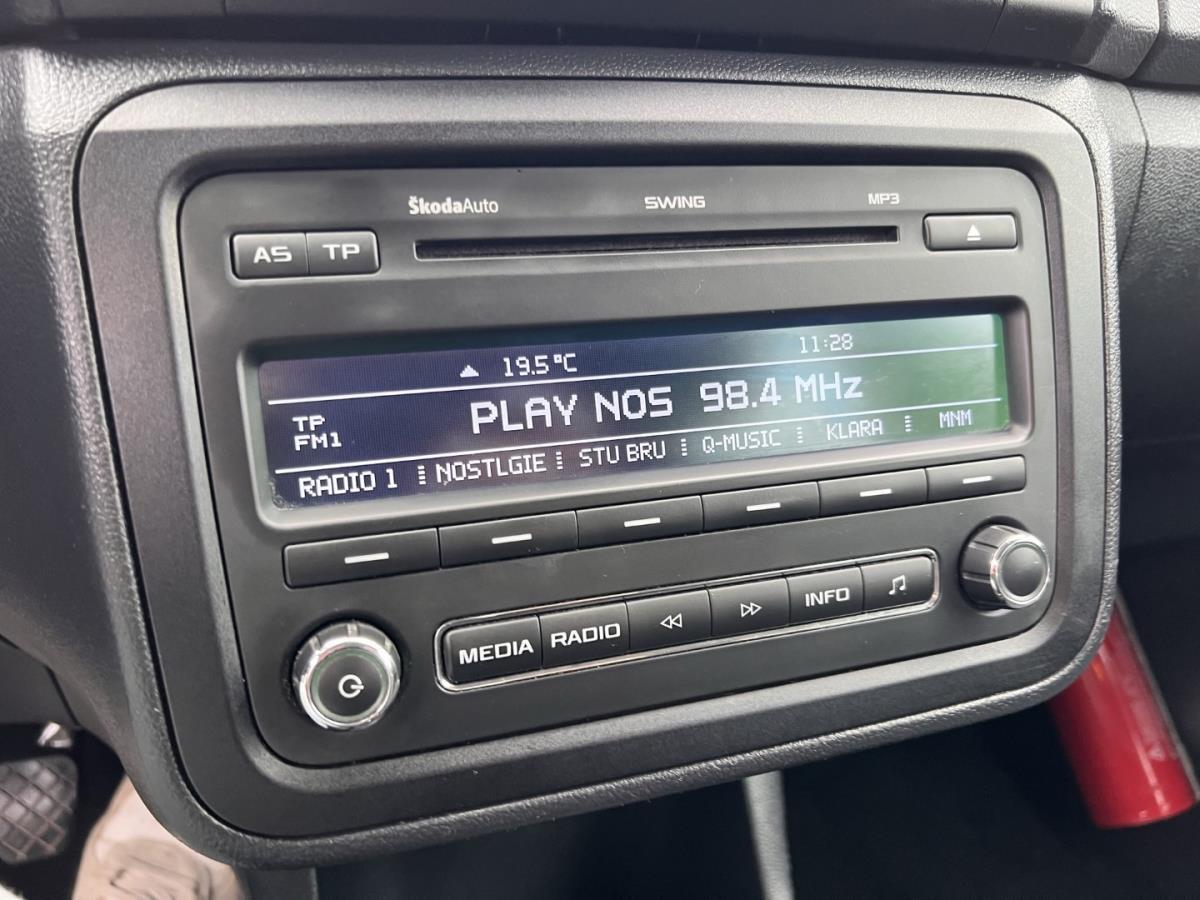 ŠkodaAuto SWING MP3
AS TP
19.5°C 11:28
TP
FM1
PLAY NOS 98.4 MHz
RADIO 1 NOSTLGIE STU BRU Q-MUSIC KLARA MNM
MEDIA RADIO INFO